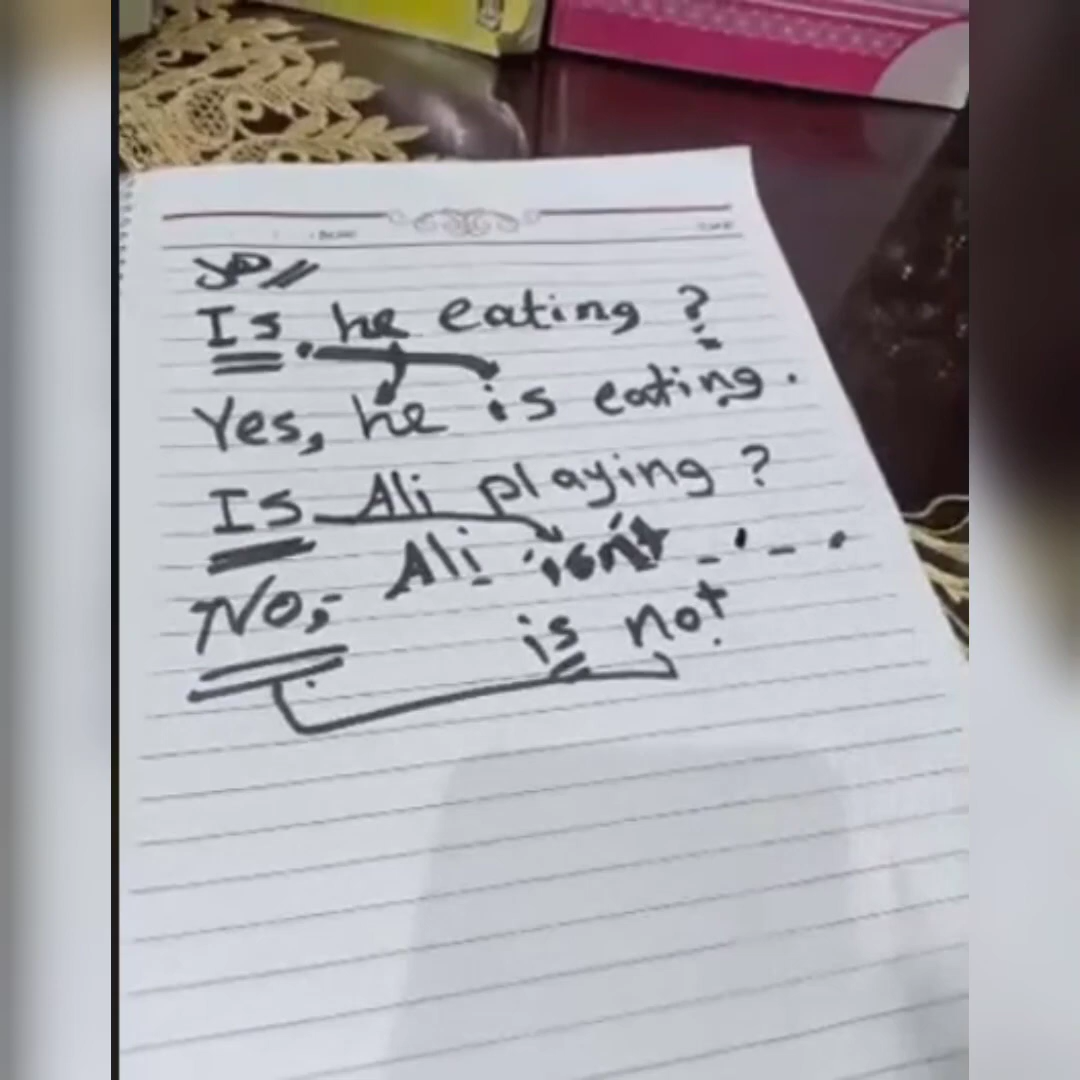 Is he eating ?
Yes, he is eating.
Is Ali playing ?
No, Ali isn't _ _ .
is not